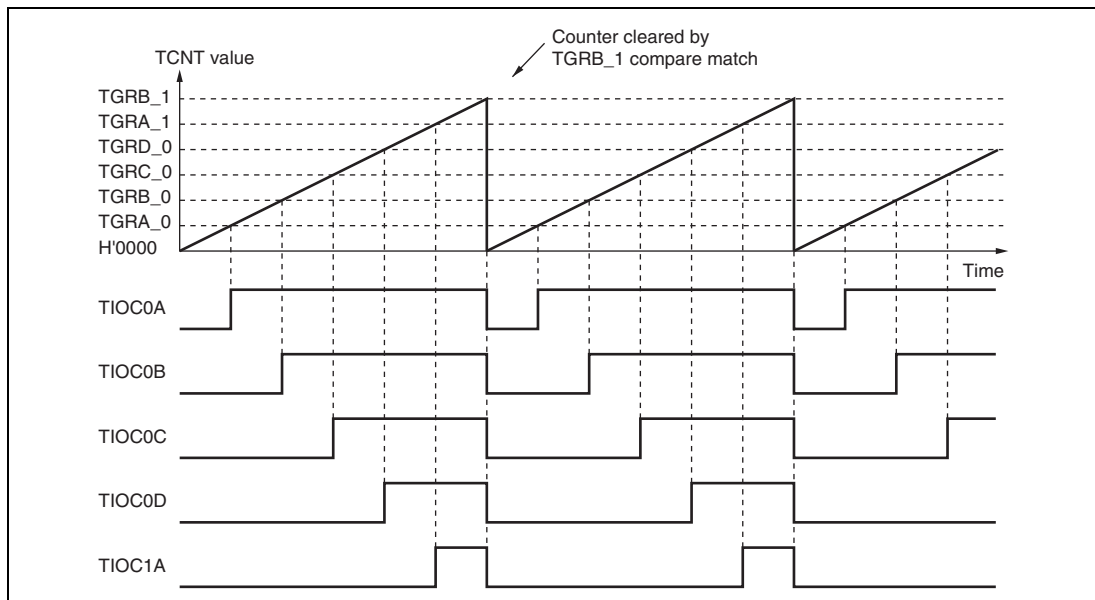 Counter cleared by
TGRB_1 compare match
TCNT value
TGRB_1
TGRA_1
TGRD_0
TGRC_0
TGRB_0
TGRA_0
H'0000
Time
TIOC0A
TIOC0B
TIOC0C
TIOC0D
TIOC1A